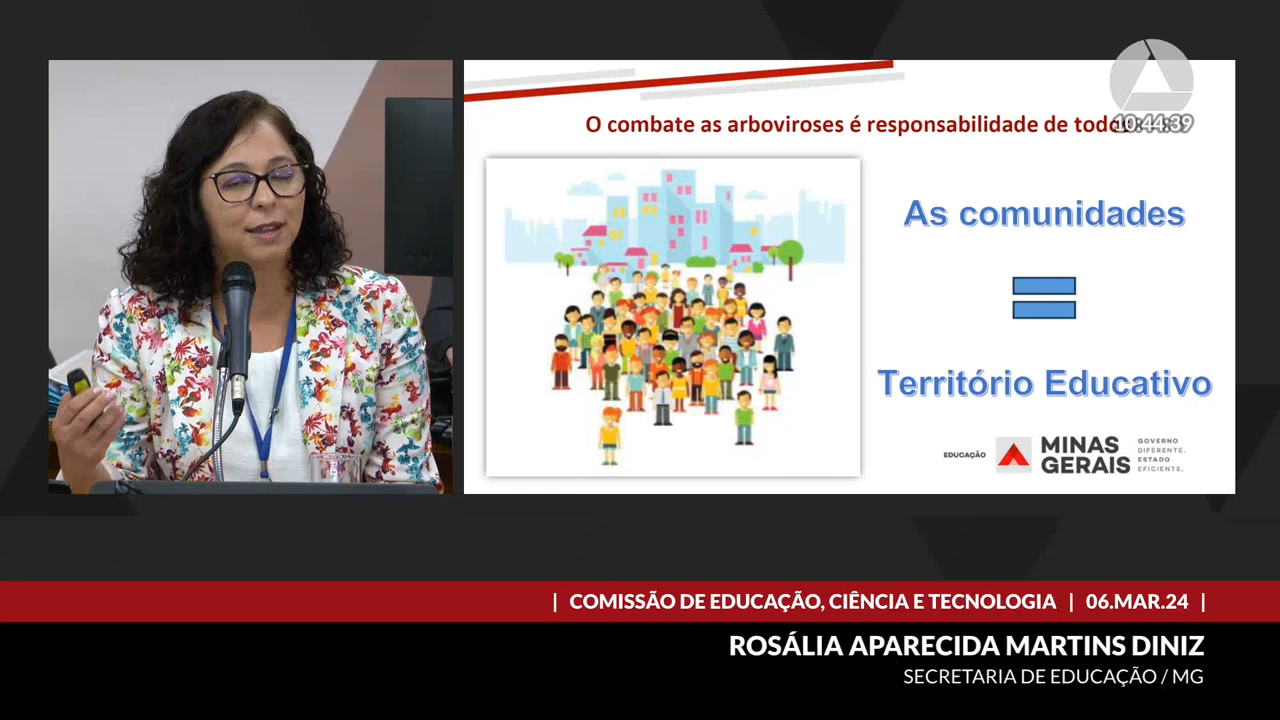 O combate as arboviroses é responsabilidade de
10:44:39
As comunidades
Território Educativo
EDUCAÇÃO
MINAS
GERAIS
GOVERNO
DIFERENTE.
ESTADO
EFICIENTE.
| COMISSÃO DE EDUCAÇÃO, CIÊNCIA E TECNOLOGIA | 06.MAR.24 |
ROSÁLIA APARECIDA MARTINS DINIZ
SECRETARIA DE EDUCAÇÃO / MG